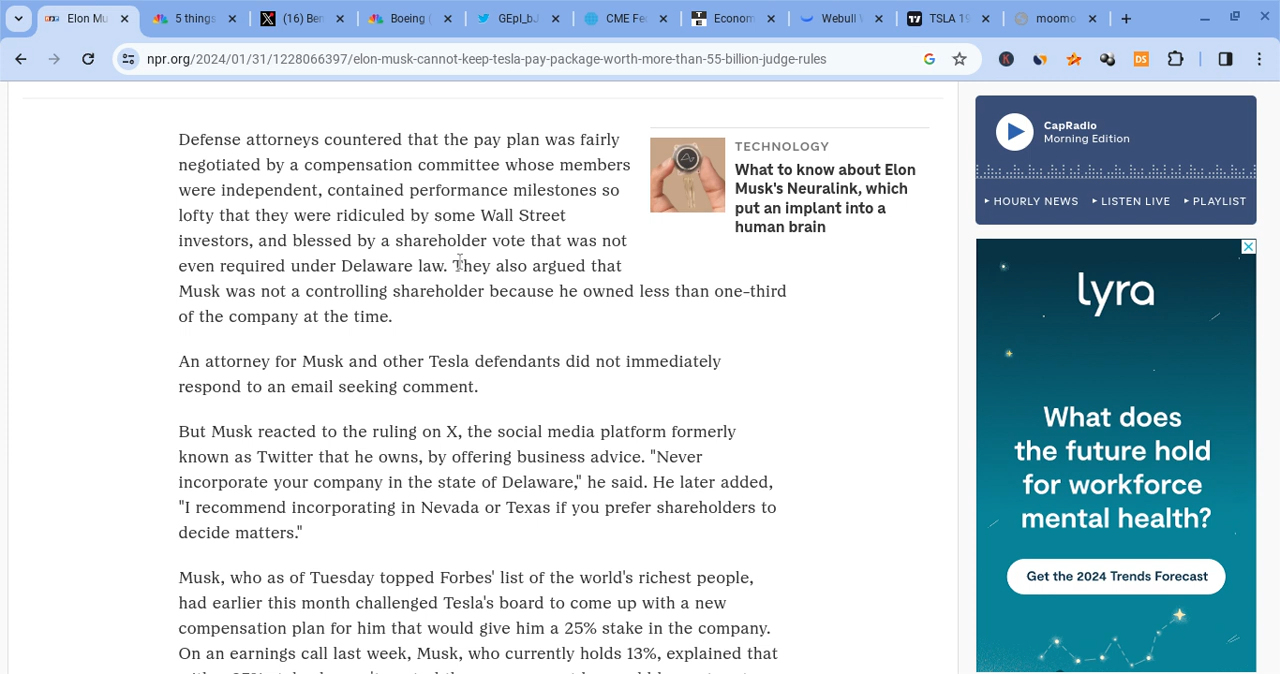 Elon Mu
5 things
(16) Ben
Boeing (
GEpI_bJ
CME Fe
Econom
Webull
TSLA 19
moomo
npr.org/2024/01/31/1228066397/elon-musk-cannot-keep-tesla-pay-package-worth-more-than-55-billion-judge-rules
Defense attorneys countered that the pay plan was fairly
negotiated by a compensation committee whose members
were independent, contained performance milestones so
lofty that they were ridiculed by some Wall Street
investors, and blessed by a shareholder vote that was not
even required under Delaware law. They also argued that
Musk was not a controlling shareholder because he owned less than one-third
of the company at the time.
An attorney for Musk and other Tesla defendants did not immediately
respond to an email seeking comment.
But Musk reacted to the ruling on X, the social media platform formerly
known as Twitter that he owns, by offering business advice. "Never
incorporate your company in the state of Delaware," he said. He later added,
"I recommend incorporating in Nevada or Texas if you prefer shareholders to
decide matters."
Musk, who as of Tuesday topped Forbes' list of the world's richest people,
had earlier this month challenged Tesla's board to come up with a new
compensation plan for him that would give him a 25% stake in the company.
On an earnings call last week, Musk, who currently holds 13%, explained that
TECHNOLOGY
What to know about Elon
Musk's Neuralink, which
put an implant into a
human brain
CapRadio
Morning Edition
HOURLY NEWS
LISTEN LIVE
PLAYLIST
lyra
What does
the future hold
for workforce
mental health?
Get the 2024 Trends Forecast